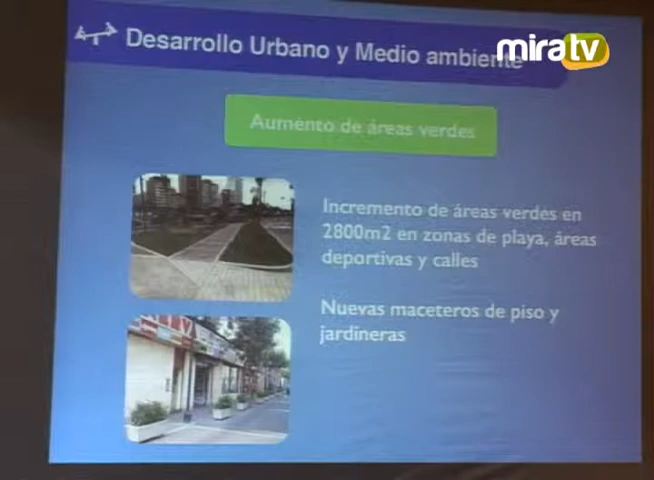 Desarrollo Urbano y Medio ambiente
miratv
Aumento de áreas verdes
Incremento de áreas verdes en
2800m2 en zonas de playa, áreas
deportivas y calles
Nuevas maceteros de piso y
jardineras